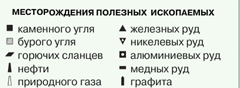 МЕСТОРОЖДЕНИЯ ПОЛЕЗНЫХ ИСКОПАЕМЫХ
каменного угля
бурого угля
горючих сланцев
нефти
природного газа
железных руд
никелевых руд
алюминиевых руд
медных руд
графита